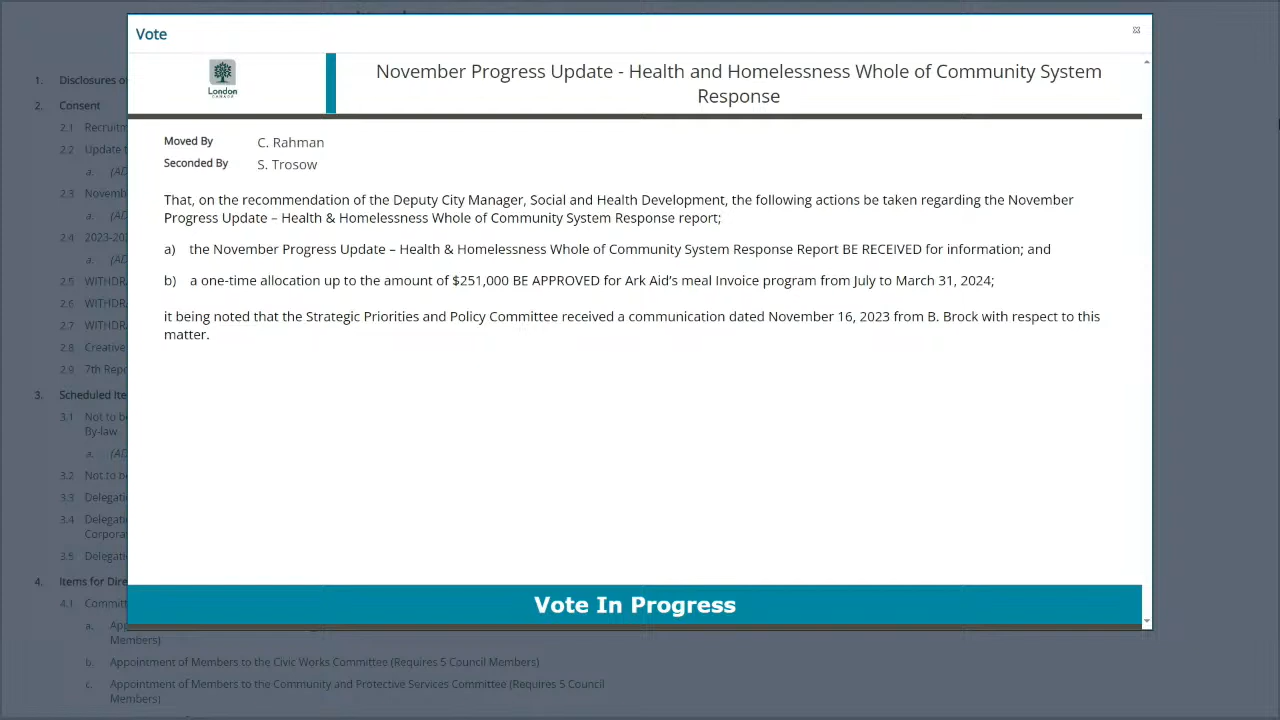 Vote
London
CANADA
November Progress Update - Health and Homelessness Whole of Community System
Response
Moved By C. Rahman
Seconded By S. Trosow
That, on the recommendation of the Deputy City Manager, Social and Health Development, the following actions be taken regarding the November
Progress Update – Health & Homelessness Whole of Community System Response report;
a) the November Progress Update – Health & Homelessness Whole of Community System Response Report BE RECEIVED for information; and
b) a one-time allocation up to the amount of $251,000 BE APPROVED for Ark Aid’s meal Invoice program from July to March 31, 2024;
it being noted that the Strategic Priorities and Policy Committee received a communication dated November 16, 2023 from B. Brock with respect to this
matter.
Vote In Progress
1. Disclosures o
2. Consent
2.1 Recruitm
2.2 Update t
a. (AD
2.3 Novemb
a. (AD
2.4 2023-20
a. (AD
2.5 WITHDR
2.6 WITHDR
2.7 WITHDR
2.8 Creative
2.9 7th Repo
3. Scheduled Ite
3.1 Not to b
By-law
a. (AD
3.2 Not to b
3.3 Delegati
3.4 Delegati
Corporat
3.5 Delegati
4. Items for Dire
4.1 Committ
a. App
Members)
b. Appointment of Members to the Civic Works Committee (Requires 5 Council Members)
c. Appointment of Members to the Community and Protective Services Committee (Requires 5 Council
Members)